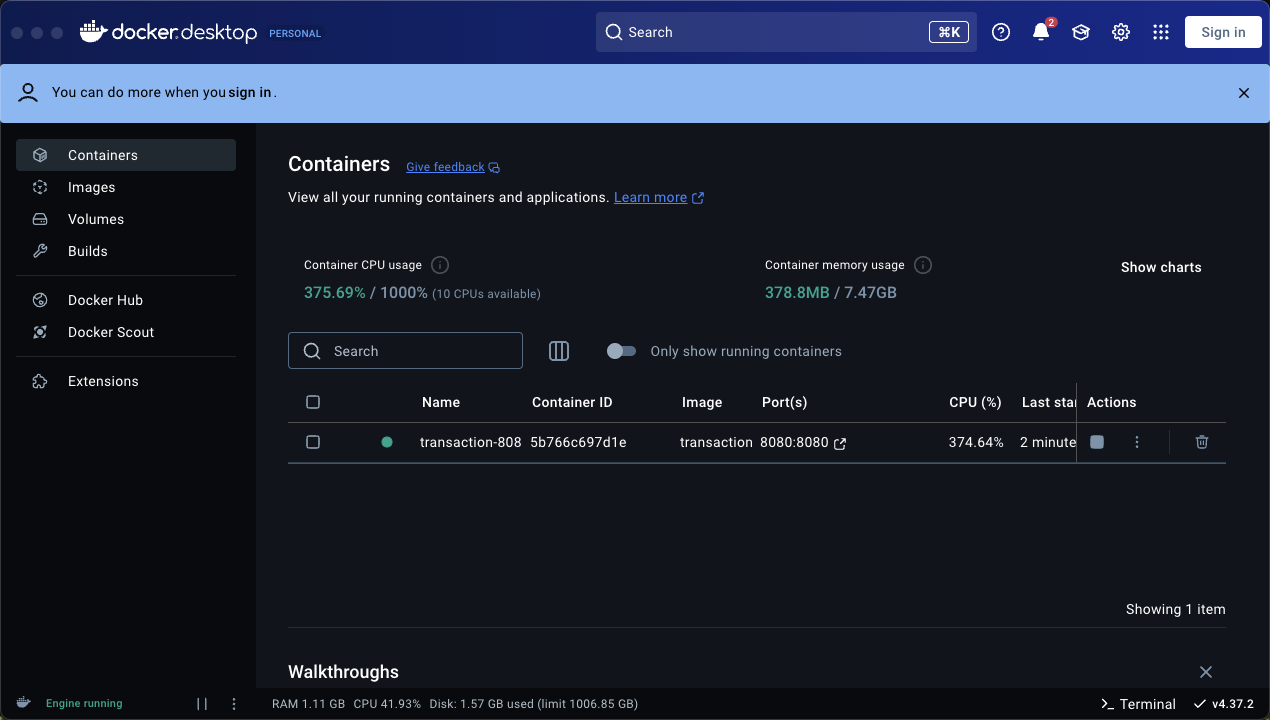 docker.desktop PERSONAL
Search ⌘K 2 Sign in
You can do more when you sign in.
Containers
Images
Volumes
Builds
Docker Hub
Docker Scout
Extensions
Containers Give feedback
View all your running containers and applications. Learn more
Container CPU usage
375.69% / 1000% (10 CPUs available)
Container memory usage
378.8MB / 7.47GB
Show charts
Search Only show running containers
Name Container ID Image Port(s) CPU (%) Last star Actions
transaction-808 5b766c697d1e transaction 8080:8080 374.64% 2 minute
Showing 1 item
Walkthroughs
Engine running RAM 1.11 GB CPU 41.93% Disk: 1.57 GB used (limit 1006.85 GB) Terminal v4.37.2